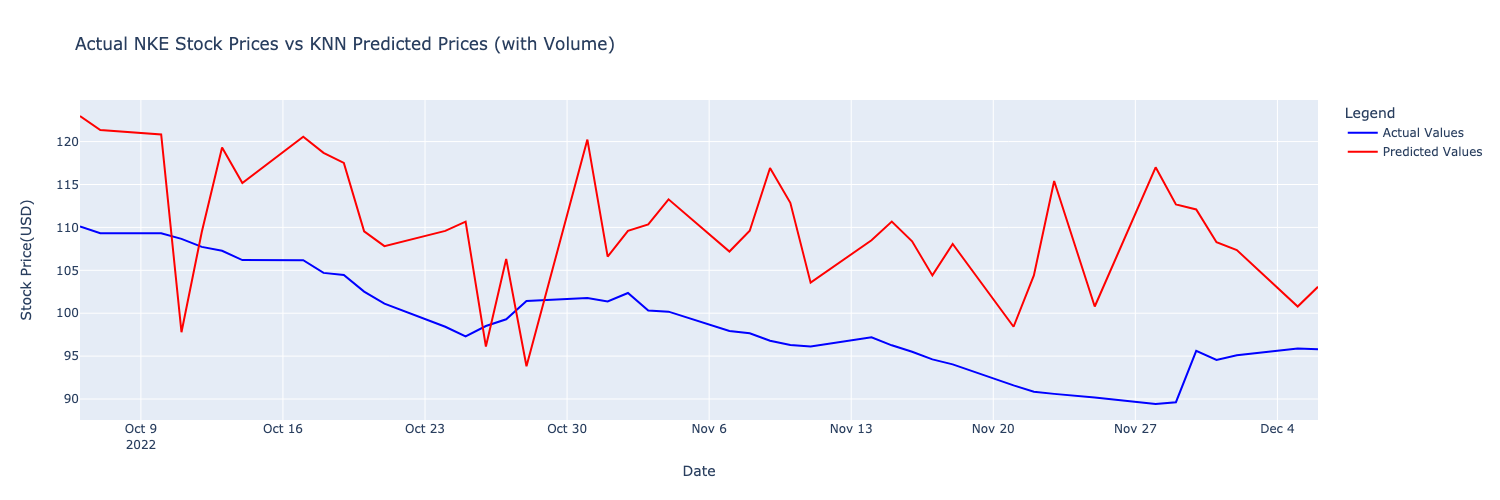 Actual NKE Stock Prices vs KNN Predicted Prices (with Volume)
Legend
Actual Values
Predicted Values
Stock Price(USD)
120
115
110
105
100
95
90
Oct 9 Oct 16 Oct 23 Oct 30 Nov 6 Nov 13 Nov 20 Nov 27 Dec 4
2022
Date